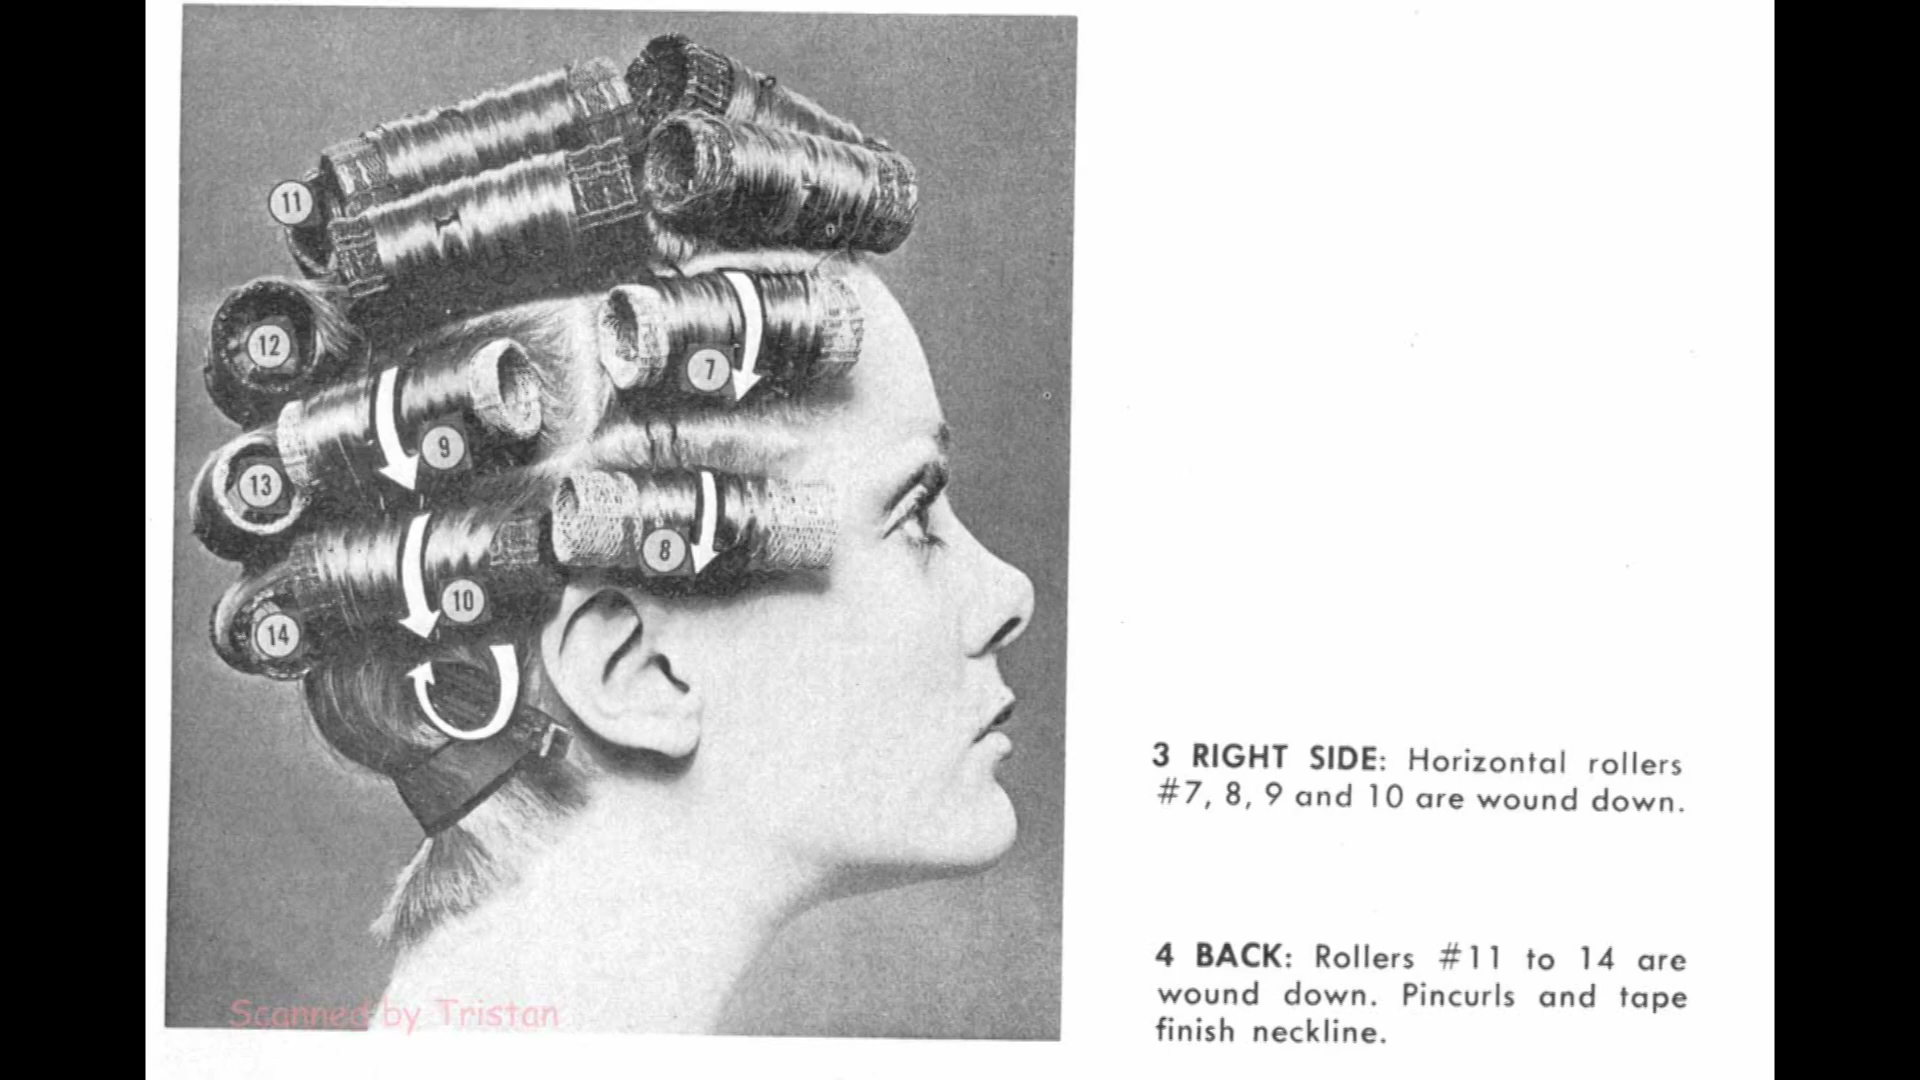 11
12
7
9
13
8
10
14
3 RIGHT SIDE: Horizontal rollers
#7, 8, 9 and 10 are wound down.
4 BACK: Rollers #11 to 14 are
wound down. Pincurls and tape
finish neckline.
Scanned by Tristan